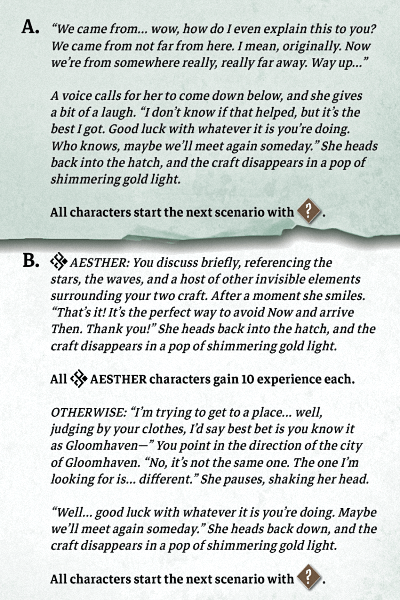 A. “We came from... wow, how do I even explain this to you?
We came from not far from here. I mean, originally. Now
we’re from somewhere really, really far away. Way up...”
A voice calls for her to come down below, and she gives
a bit of a laugh. “I don’t know if that helped, but it’s the
best I got. Good luck with whatever it is you’re doing.
Who knows, maybe we’ll meet again someday.” She heads
back into the hatch, and the craft disappears in a pop of
shimmering gold light.
All characters start the next scenario with ? .
B. AESTHER: You discuss briefly, referencing the
stars, the waves, and a host of other invisible elements
surrounding your two craft. After a moment she smiles.
“That’s it! It’s the perfect way to avoid Now and arrive
Then. Thank you!” She heads back into the hatch, and the
craft disappears in a pop of shimmering gold light.
All AESTHER characters gain 10 experience each.
OTHERWISE: “I’m trying to get to a place... well,
judging by your clothes, I’d say best bet is you know it
as Gloomhaven—” You point in the direction of the city
of Gloomhaven. “No, it’s not the same one. The one I’m
looking for is... different.” She pauses, shaking her head.
“Well... good luck with whatever it is you’re doing. Maybe
we’ll meet again someday.” She heads back down, and the
craft disappears in a pop of shimmering gold light.
All characters start the next scenario with ? .